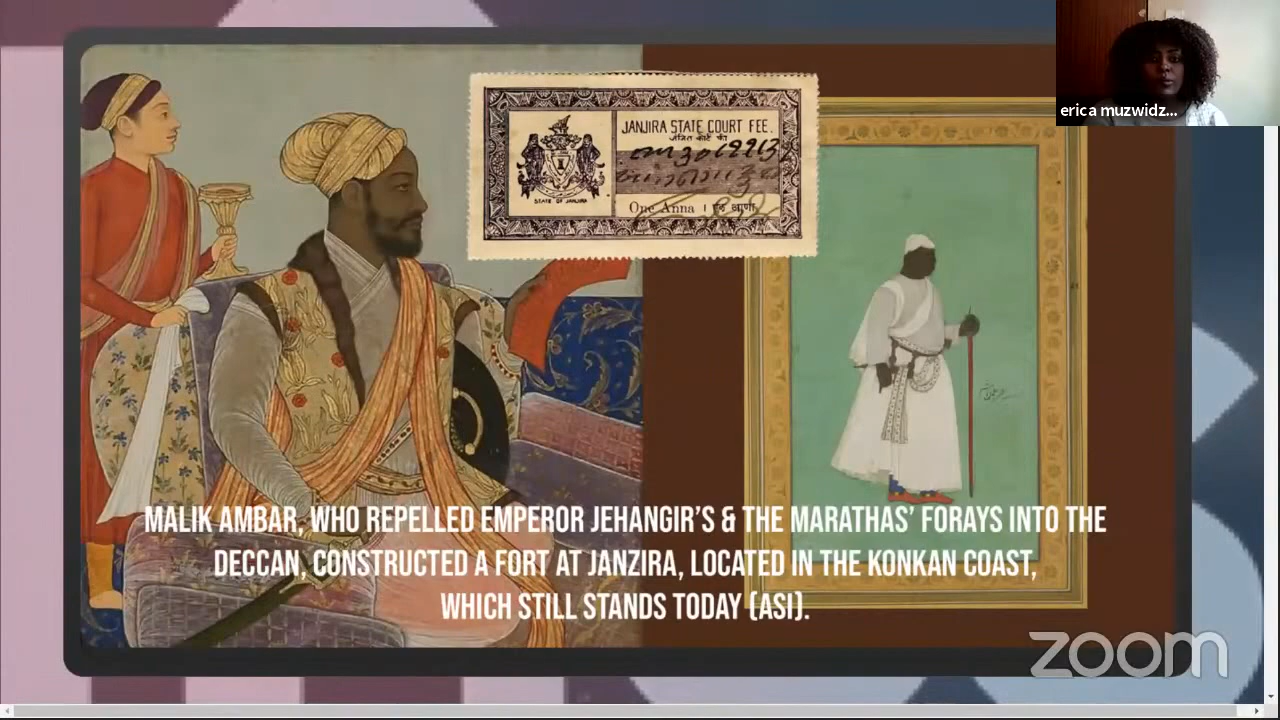 erica muzwidz...
JANJIRA STATE COURT FEE.
STATE OF JANJIRA
One Anna ।
MALIK AMBAR, WHO REPELLED EMPEROR JEHANGIR'S & THE MARATHAS' FORAYS INTO THE
DECCAN, CONSTRUCTED A FORT AT JANZIRA, LOCATED IN THE KONKAN COAST,
WHICH STILL STANDS TODAY (ASI).
zoom